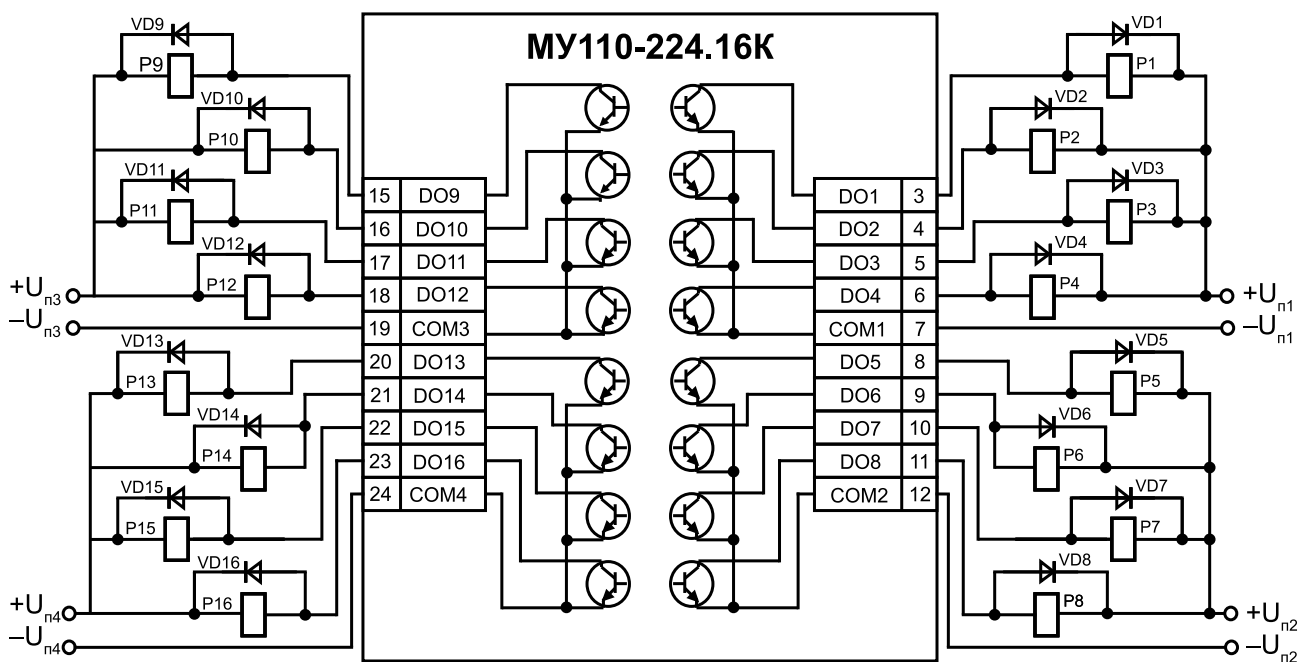 МУ110-224.16К
VD9
P9
VD10
P10
VD11
P11
VD12
P12
+Uп3
–Uп3
VD13
P13
VD14
P14
VD15
P15
VD16
P16
+Uп4
–Uп4
15 DO9
16 DO10
17 DO11
18 DO12
19 COM3
20 DO13
21 DO14
22 DO15
23 DO16
24 COM4
DO1 3
DO2 4
DO3 5
DO4 6
COM1 7
DO5 8
DO6 9
DO7 10
DO8 11
COM2 12
VD1
P1
VD2
P2
VD3
P3
VD4
P4
+Uп1
–Uп1
VD5
P5
VD6
P6
VD7
P7
VD8
P8
+Uп2
–Uп2